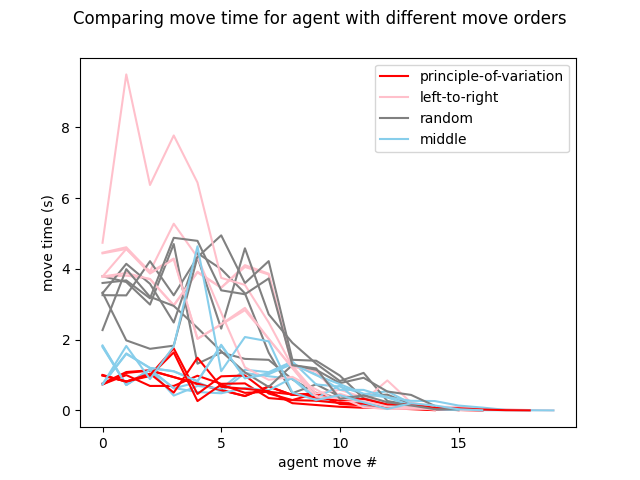 Comparing move time for agent with different move orders
principle-of-variation
left-to-right
random
middle
move time (s)
8
6
4
2
0
0 5 10 15
agent move #